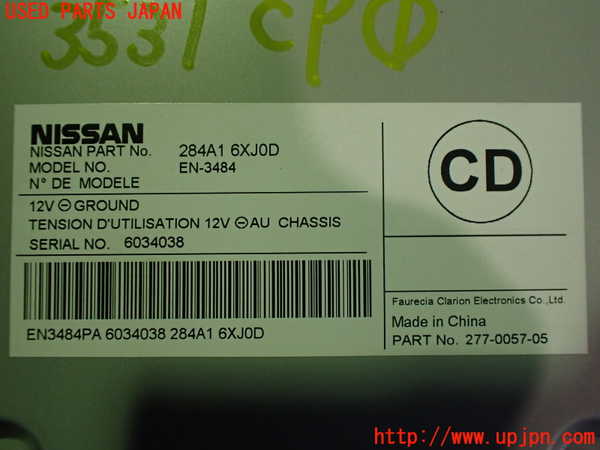 USED PARTS JAPAN
3537 CPΦ
NISSAN
NISSAN PART No. 284A1 6XJ0D
MODEL NO. EN-3484
N° DE MODELE
12V ⊖ GROUND
TENSION D'UTILISATION 12V ⊖ AU CHASSIS
SERIAL NO. 6034038
EN3484PA 6034038 284A1 6XJ0D
CD
Faurecia Clarion Electronics Co.,Ltd.
Made in China
PART No. 277-0057-05
http://www.upjpn.com/